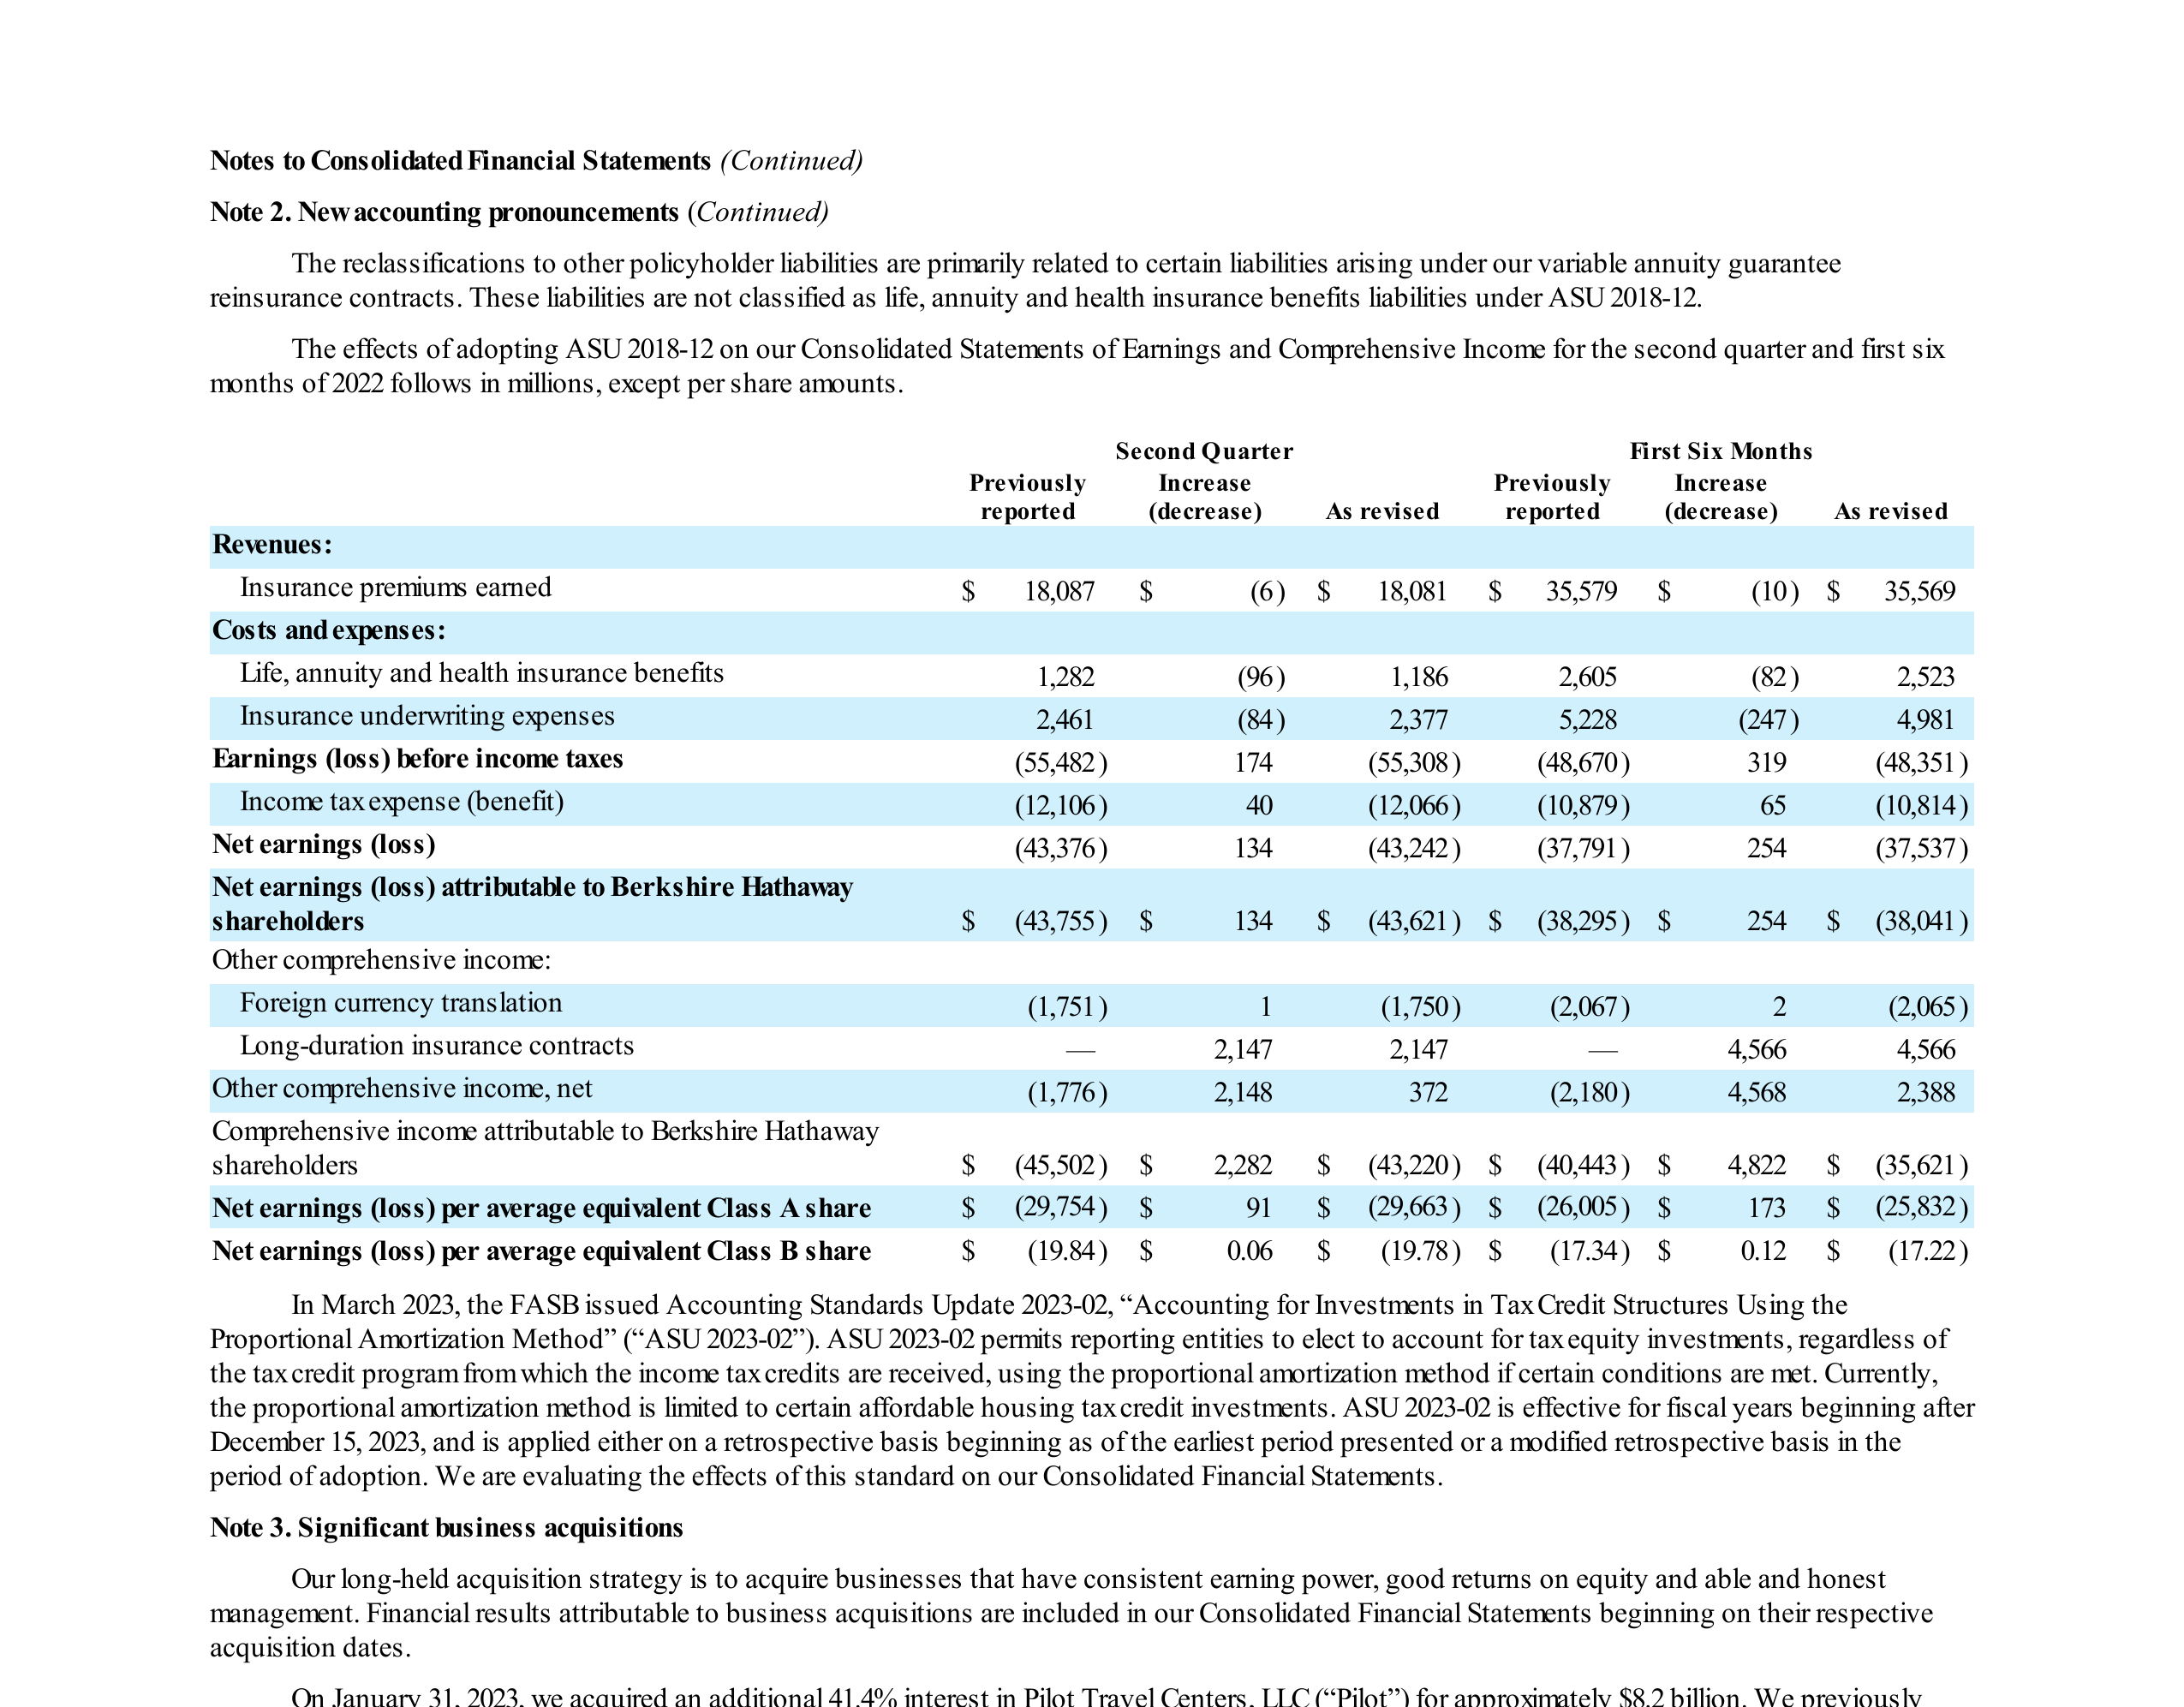 Notes to Consolidated Financial Statements (Continued)
Note 2. New accounting pronouncements (Continued)
The reclassifications to other policyholder liabilities are primarily related to certain liabilities arising under our variable annuity guarantee
reinsurance contracts. These liabilities are not classified as life, annuity and health insurance benefits liabilities under ASU 2018-12.
The effects of adopting ASU 2018-12 on our Consolidated Statements of Earnings and Comprehensive Income for the second quarter and first six
months of 2022 follows in millions, except per share amounts.
Second Quarter First Six Months
Previously Increase Previously Increase
reported (decrease) As revised reported (decrease) As revised
Revenues:
Insurance premiums earned $ 18,087 $ (6) $ 18,081 $ 35,579 $ (10) $ 35,569
Costs and expenses:
Life, annuity and health insurance benefits 1,282 (96) 1,186 2,605 (82) 2,523
Insurance underwriting expenses 2,461 (84) 2,377 5,228 (247) 4,981
Earnings (loss) before income taxes (55,482) 174 (55,308) (48,670) 319 (48,351)
Income tax expense (benefit) (12,106) 40 (12,066) (10,879) 65 (10,814)
Net earnings (loss) (43,376) 134 (43,242) (37,791) 254 (37,537)
Net earnings (loss) attributable to Berkshire Hathaway
shareholders $ (43,755) $ 134 $ (43,621) $ (38,295) $ 254 $ (38,041)
Other comprehensive income:
Foreign currency translation (1,751) 1 (1,750) (2,067) 2 (2,065)
Long-duration insurance contracts — 2,147 2,147 — 4,566 4,566
Other comprehensive income, net (1,776) 2,148 372 (2,180) 4,568 2,388
Comprehensive income attributable to Berkshire Hathaway
shareholders $ (45,502) $ 2,282 $ (43,220) $ (40,443) $ 4,822 $ (35,621)
Net earnings (loss) per average equivalent Class A share $ (29,754) $ 91 $ (29,663) $ (26,005) $ 173 $ (25,832)
Net earnings (loss) per average equivalent Class B share $ (19.84) $ 0.06 $ (19.78) $ (17.34) $ 0.12 $ (17.22)
In March 2023, the FASB issued Accounting Standards Update 2023-02, “Accounting for Investments in Tax Credit Structures Using the
Proportional Amortization Method” (“ASU 2023-02”). ASU 2023-02 permits reporting entities to elect to account for tax equity investments, regardless of
the tax credit program from which the income tax credits are received, using the proportional amortization method if certain conditions are met. Currently,
the proportional amortization method is limited to certain affordable housing tax credit investments. ASU 2023-02 is effective for fiscal years beginning after
December 15, 2023, and is applied either on a retrospective basis beginning as of the earliest period presented or a modified retrospective basis in the
period of adoption. We are evaluating the effects of this standard on our Consolidated Financial Statements.
Note 3. Significant business acquisitions
Our long-held acquisition strategy is to acquire businesses that have consistent earning power, good returns on equity and able and honest
management. Financial results attributable to business acquisitions are included in our Consolidated Financial Statements beginning on their respective
acquisition dates.
On January 31, 2023, we acquired an additional 41.4% interest in Pilot Travel Centers, LLC (“Pilot”) for approximately $8.2 billion. We previously